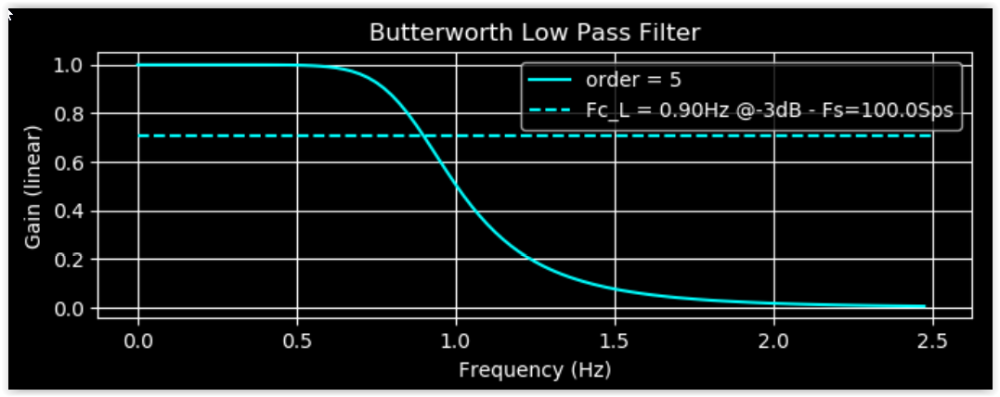 Butterworth Low Pass Filter
order = 5
Fc_L = 0.90Hz @-3dB - Fs=100.0Sps
Gain (linear)
1.0
0.8
0.6
0.4
0.2
0.0
0.0 0.5 1.0 1.5 2.0 2.5
Frequency (Hz)